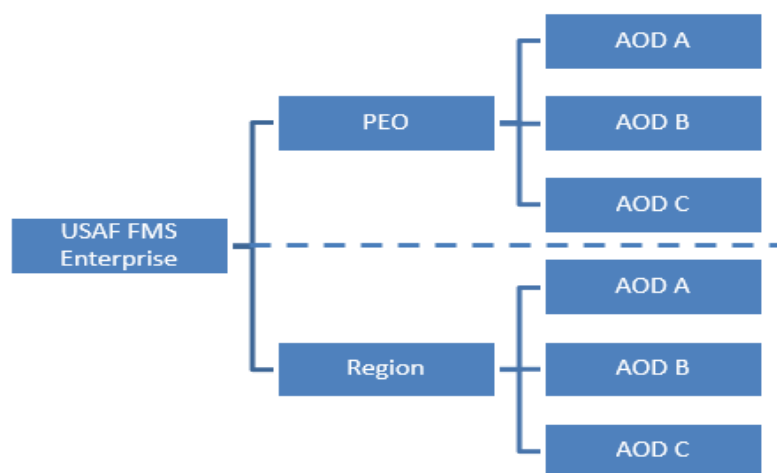 AOD A
PEO
AOD B
AOD C
USAF FMS
Enterprise
AOD A
Region
AOD B
AOD C